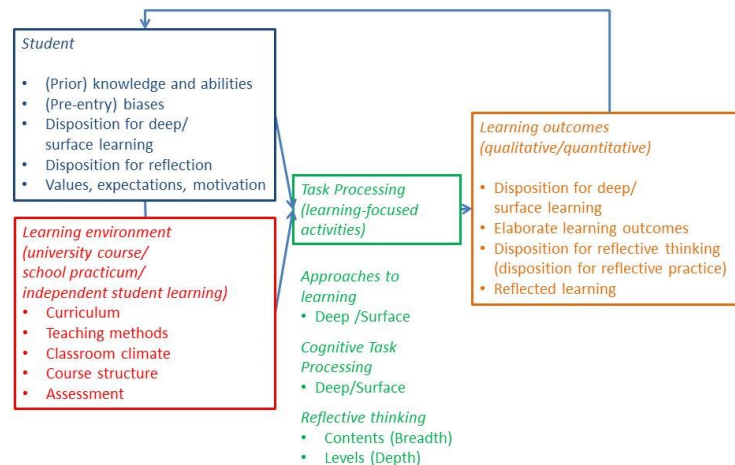 Student
• (Prior) knowledge and abilities
• (Pre-entry) biases
• Disposition for deep/
surface learning
• Disposition for reflection
• Values, expectations, motivation
Learning environment
(university course/
school practicum/
independent student learning)
• Curriculum
• Teaching methods
• Classroom climate
• Course structure
• Assessment
Task Processing
(learning-focused
activities)
Approaches to
learning
• Deep /Surface
Cognitive Task
Processing
• Deep/Surface
Reflective thinking
• Contents (Breadth)
• Levels (Depth)
Learning outcomes
(qualitative/quantitative)
• Disposition for deep/
surface learning
• Elaborate learning outcomes
• Disposition for reflective thinking
(disposition for reflective practice)
• Reflected learning